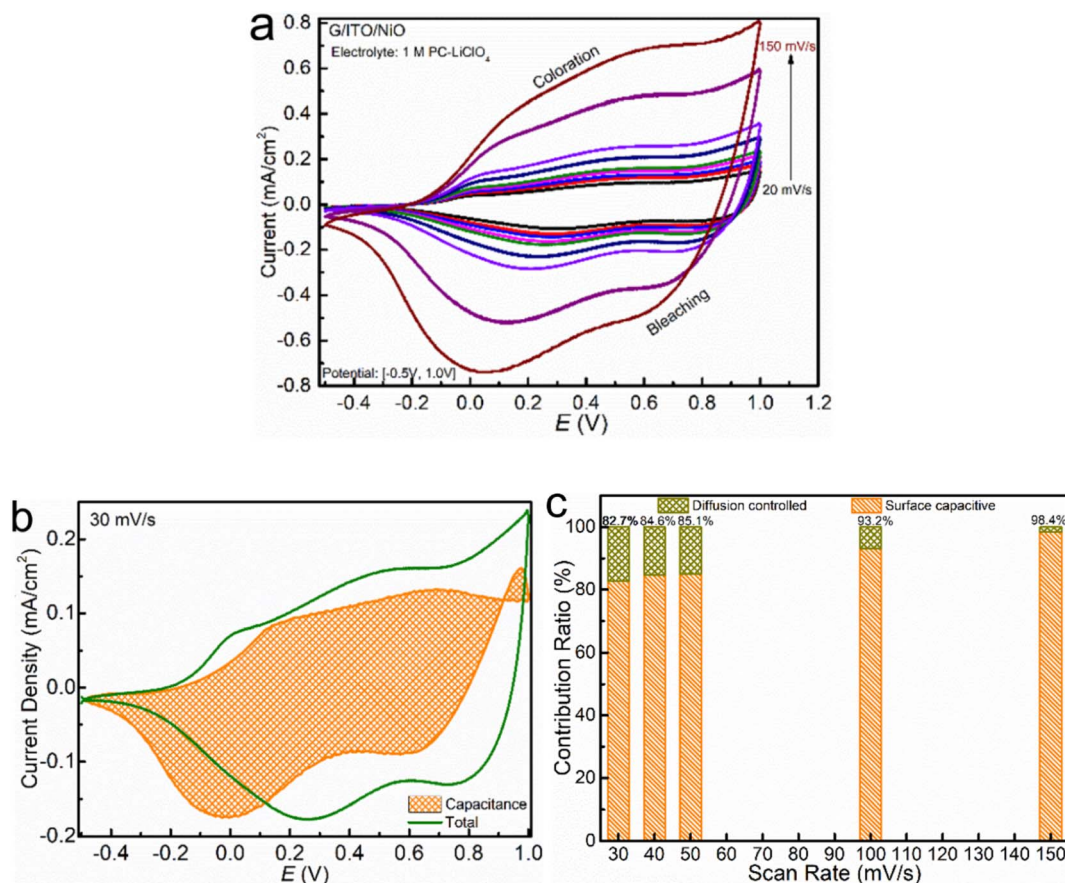 a
G/ITO/NiO
Electrolyte: 1 M PC-LiClO₄
Coloration
150 mV/s
20 mV/s
Bleaching
Potential: [-0.5V, 1.0V]
Current (mA/cm²)
0.8
0.6
0.4
0.2
0.0
-0.2
-0.4
-0.6
-0.8
-0.4 -0.2 0.0 0.2 0.4 0.6 0.8 1.0 1.2
E (V)
b
30 mV/s
Current Density (mA/cm²)
0.2
0.1
0.0
-0.1
-0.2
Capacitance
Total
-0.4 -0.2 0.0 0.2 0.4 0.6 0.8 1.0
E (V)
c
Diffusion controlled Surface capacitive
82.7% 84.6% 85.1% 93.2% 98.4%
Contribution Ratio (%)
100
80
60
40
20
0
30 40 50 60 70 80 90 100 110 120 130 140 150
Scan Rate (mV/s)